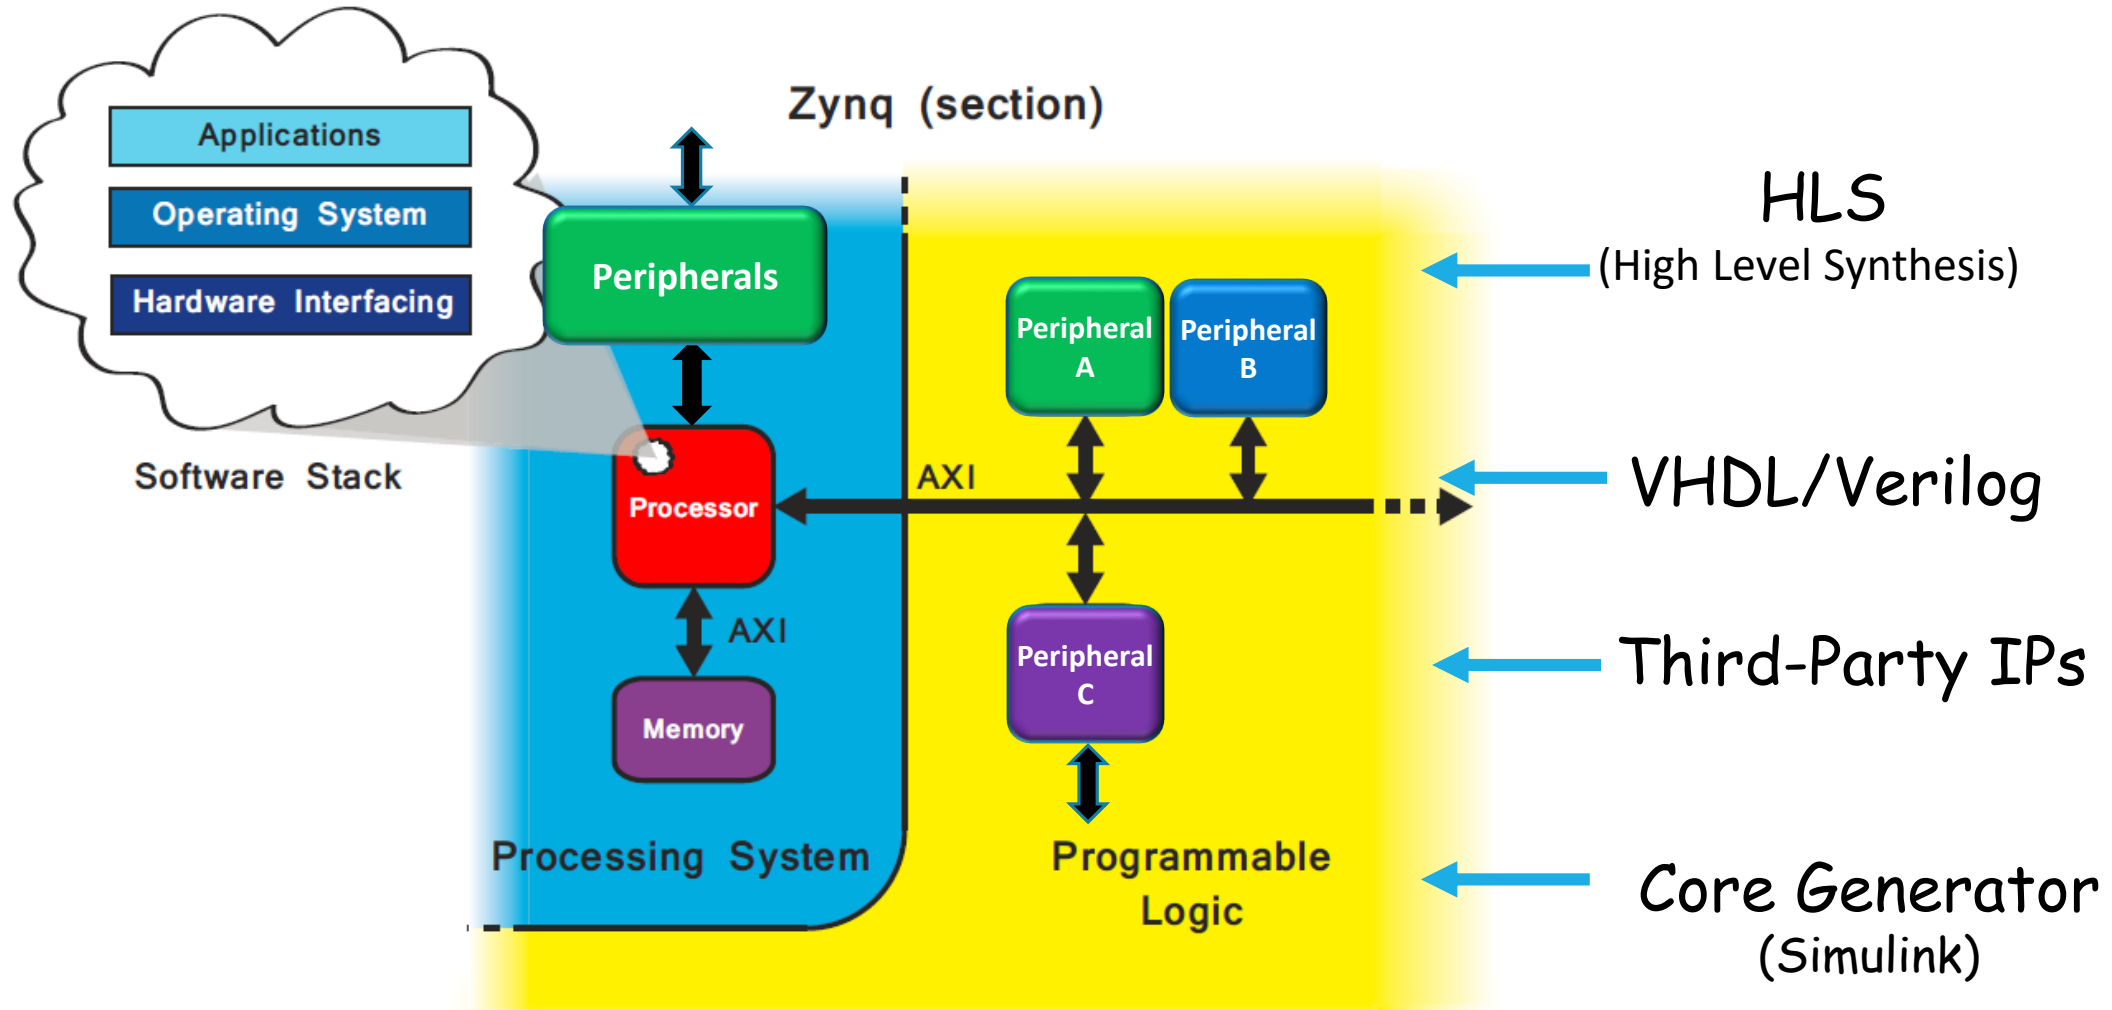 Zynq (section)
Applications
Operating System
Hardware Interfacing
Software Stack
Peripherals
Processor
AXI
Memory
Processing System
AXI
Peripheral
A
Peripheral
B
Peripheral
C
Programmable
Logic
HLS
(High Level Synthesis)
VHDL/Verilog
Third-Party IPs
Core Generator
(Simulink)